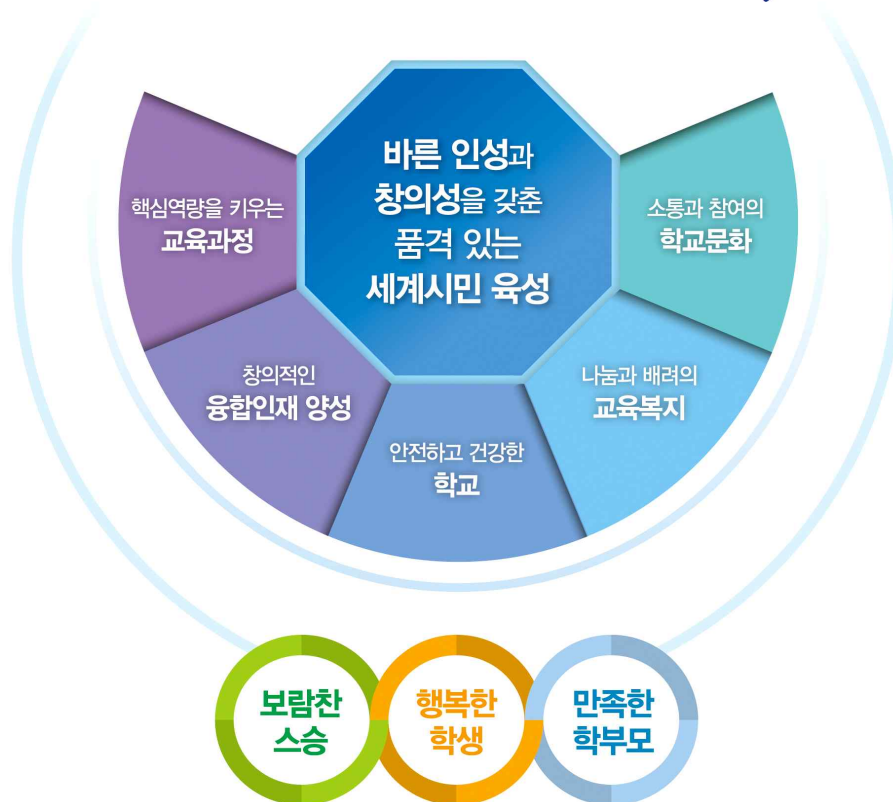 바른 인성과
창의성을 갖춘
품격 있는
세계시민 육성
핵심역량을 키우는
교육과정
창의적인
융합인재 양성
안전하고 건강한
학교
나눔과 배려의
교육복지
소통과 참여의
학교문화
보람찬
스승
행복한
학생
만족한
학부모